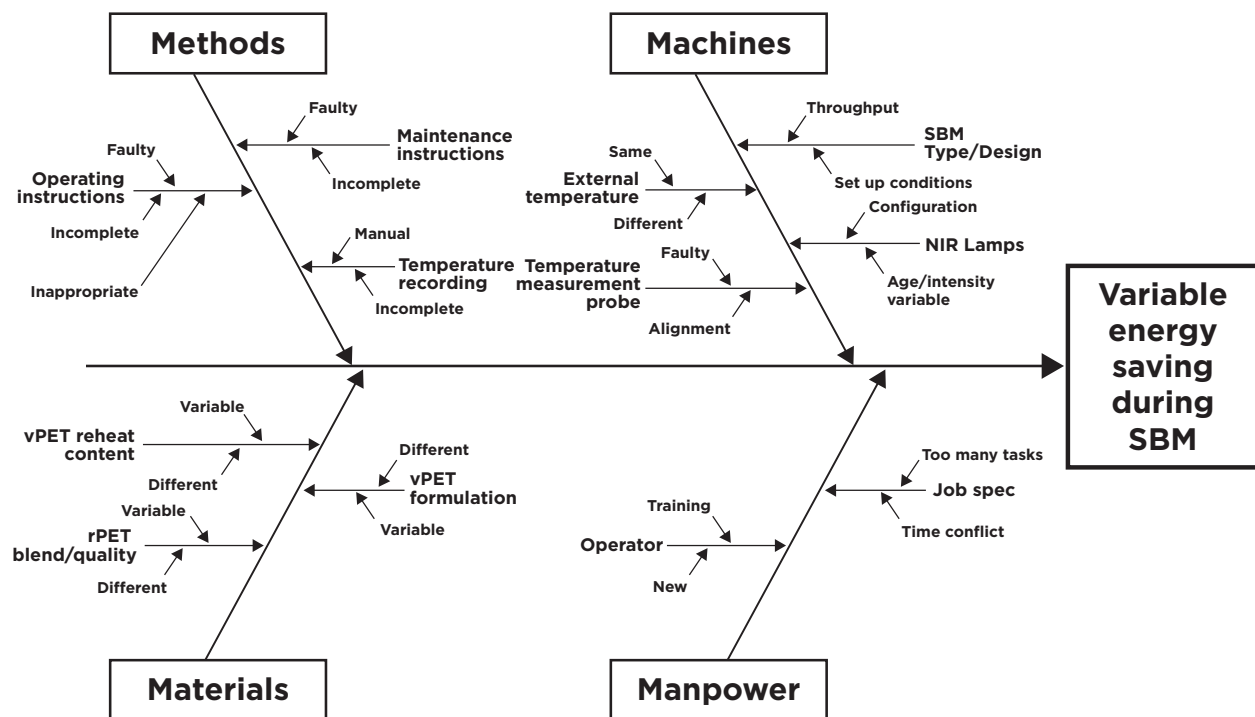 Methods
Machines
Faulty
Maintenance
instructions
Incomplete
Faulty
Operating
instructions
Incomplete
Inappropriate
Manual
Temperature
recording
Incomplete
Throughput
SBM
Type/Design
Set up conditions
Same
External
temperature
Different
Configuration
NIR Lamps
Age/intensity
variable
Faulty
Temperature
measurement
probe
Alignment
Variable
energy
saving
during
SBM
Variable
vPET reheat
content
Different
Different
vPET
formulation
Variable
Variable
rPET
blend/quality
Different
Too many tasks
Job spec
Time conflict
Training
Operator
New
Materials
Manpower